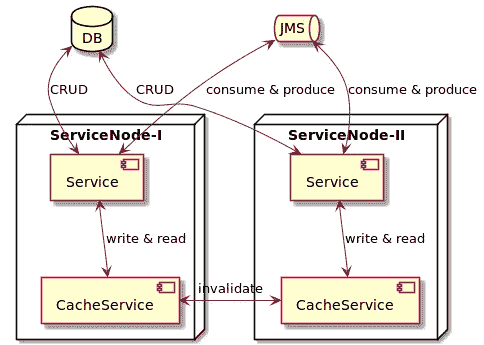 DB
JMS
CRUD
CRUD
consume & produce
consume & produce
ServiceNode-I
ServiceNode-II
Service
Service
write & read
write & read
invalidate
CacheService
CacheService